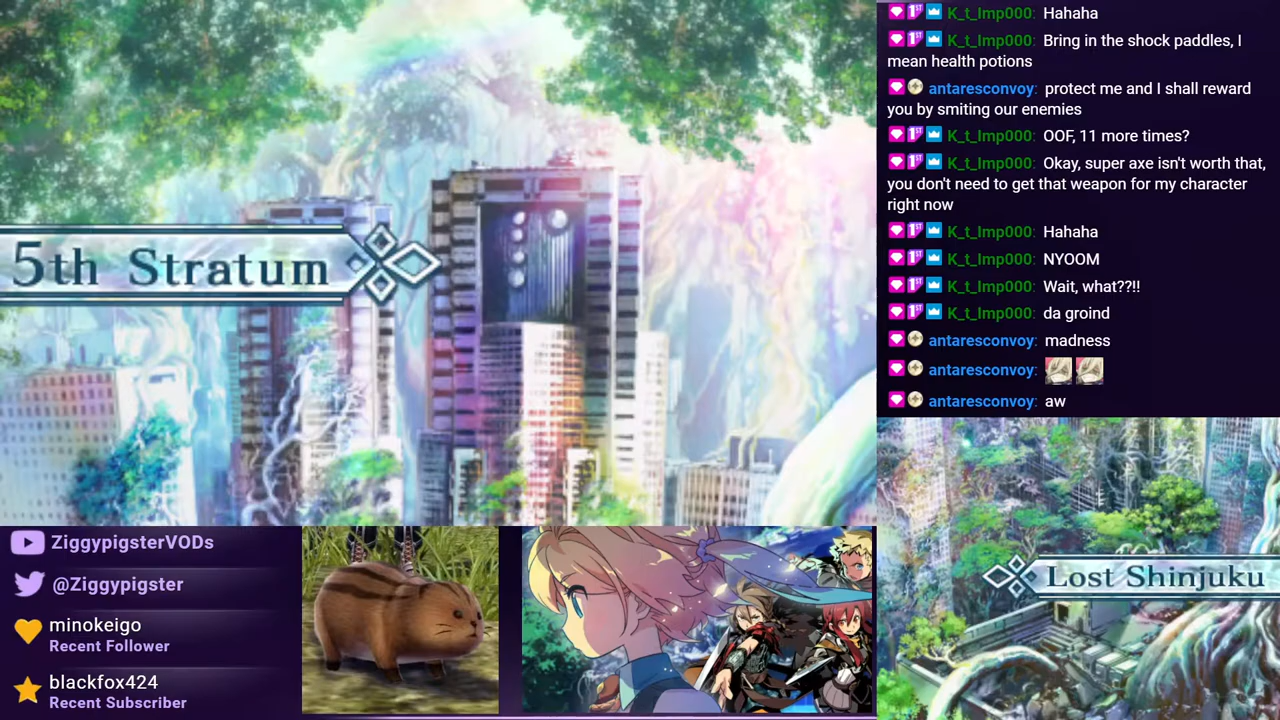 K_t_Imp000: Hahaha
K_t_Imp000: Bring in the shock paddles, I
mean health potions
antaresconvoy: protect me and I shall reward
you by smiting our enemies
K_t_Imp000: OOF, 11 more times?
K_t_Imp000: Okay, super axe isn't worth that,
you don't need to get that weapon for my character
right now
K_t_Imp000: Hahaha
K_t_Imp000: NYOOM
K_t_Imp000: Wait, what??!!
K_t_Imp000: da groind
antaresconvoy: madness
antaresconvoy:
antaresconvoy: aw
5th Stratum
Lost Shinjuku
ZiggypigsterVODs
@Ziggypigster
minokeigo
Recent Follower
blackfox424
Recent Subscriber